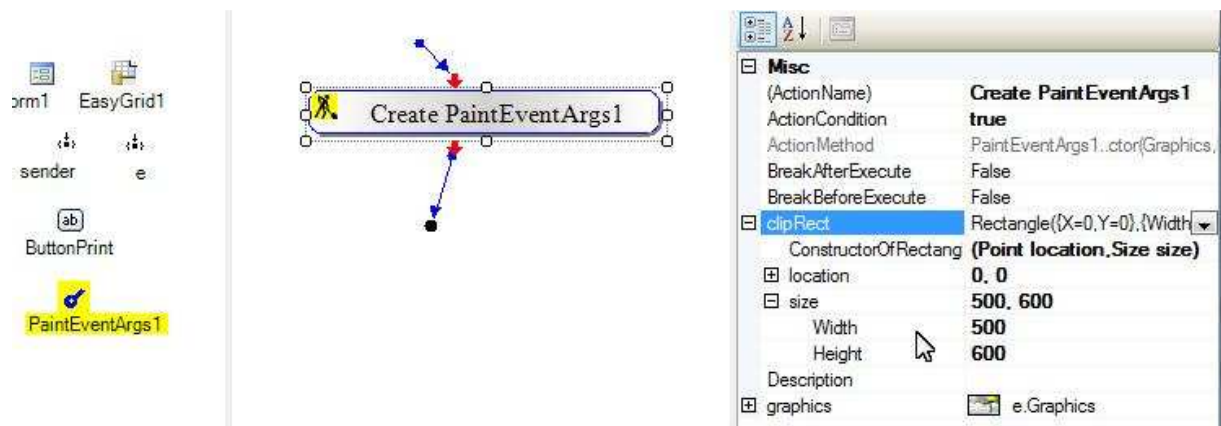 orm1 EasyGrid1
sender e
ab
ButtonPrint
PaintEventArgs1
Create PaintEventArgs1
A
Z
Misc
(ActionName) Create PaintEventArgs1
ActionCondition true
ActionMethod PaintEventArgs1..ctor(Graphics,
BreakAfterExecute False
BreakBeforeExecute False
clipRect Rectangle({X=0,Y=0},{Width
ConstructorOfRectang (Point location,Size size)
location 0, 0
size 500, 600
Width 500
Height 600
Description
graphics e.Graphics